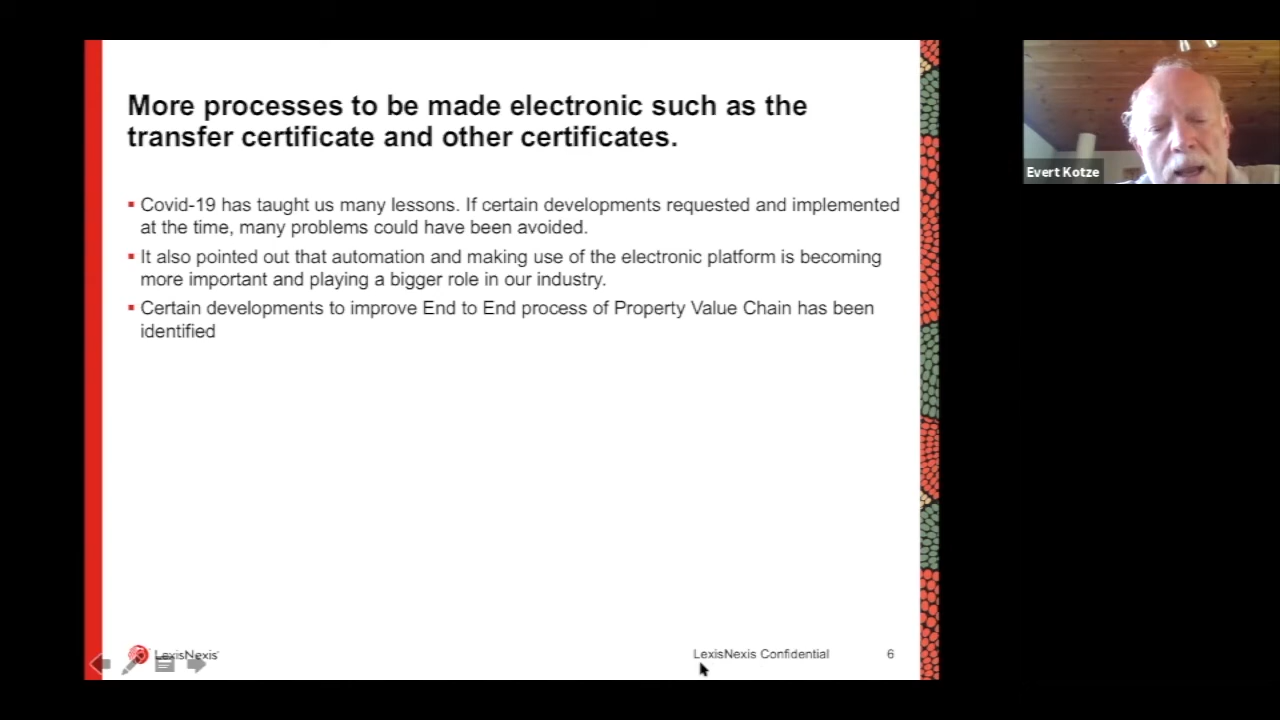 More processes to be made electronic such as the
transfer certificate and other certificates.
Evert Kotze
▪ Covid-19 has taught us many lessons. If certain developments requested and implemented
at the time, many problems could have been avoided.
▪ It also pointed out that automation and making use of the electronic platform is becoming
more important and playing a bigger role in our industry.
▪ Certain developments to improve End to End process of Property Value Chain has been
identified
LexisNexis
LexisNexis Confidential 6